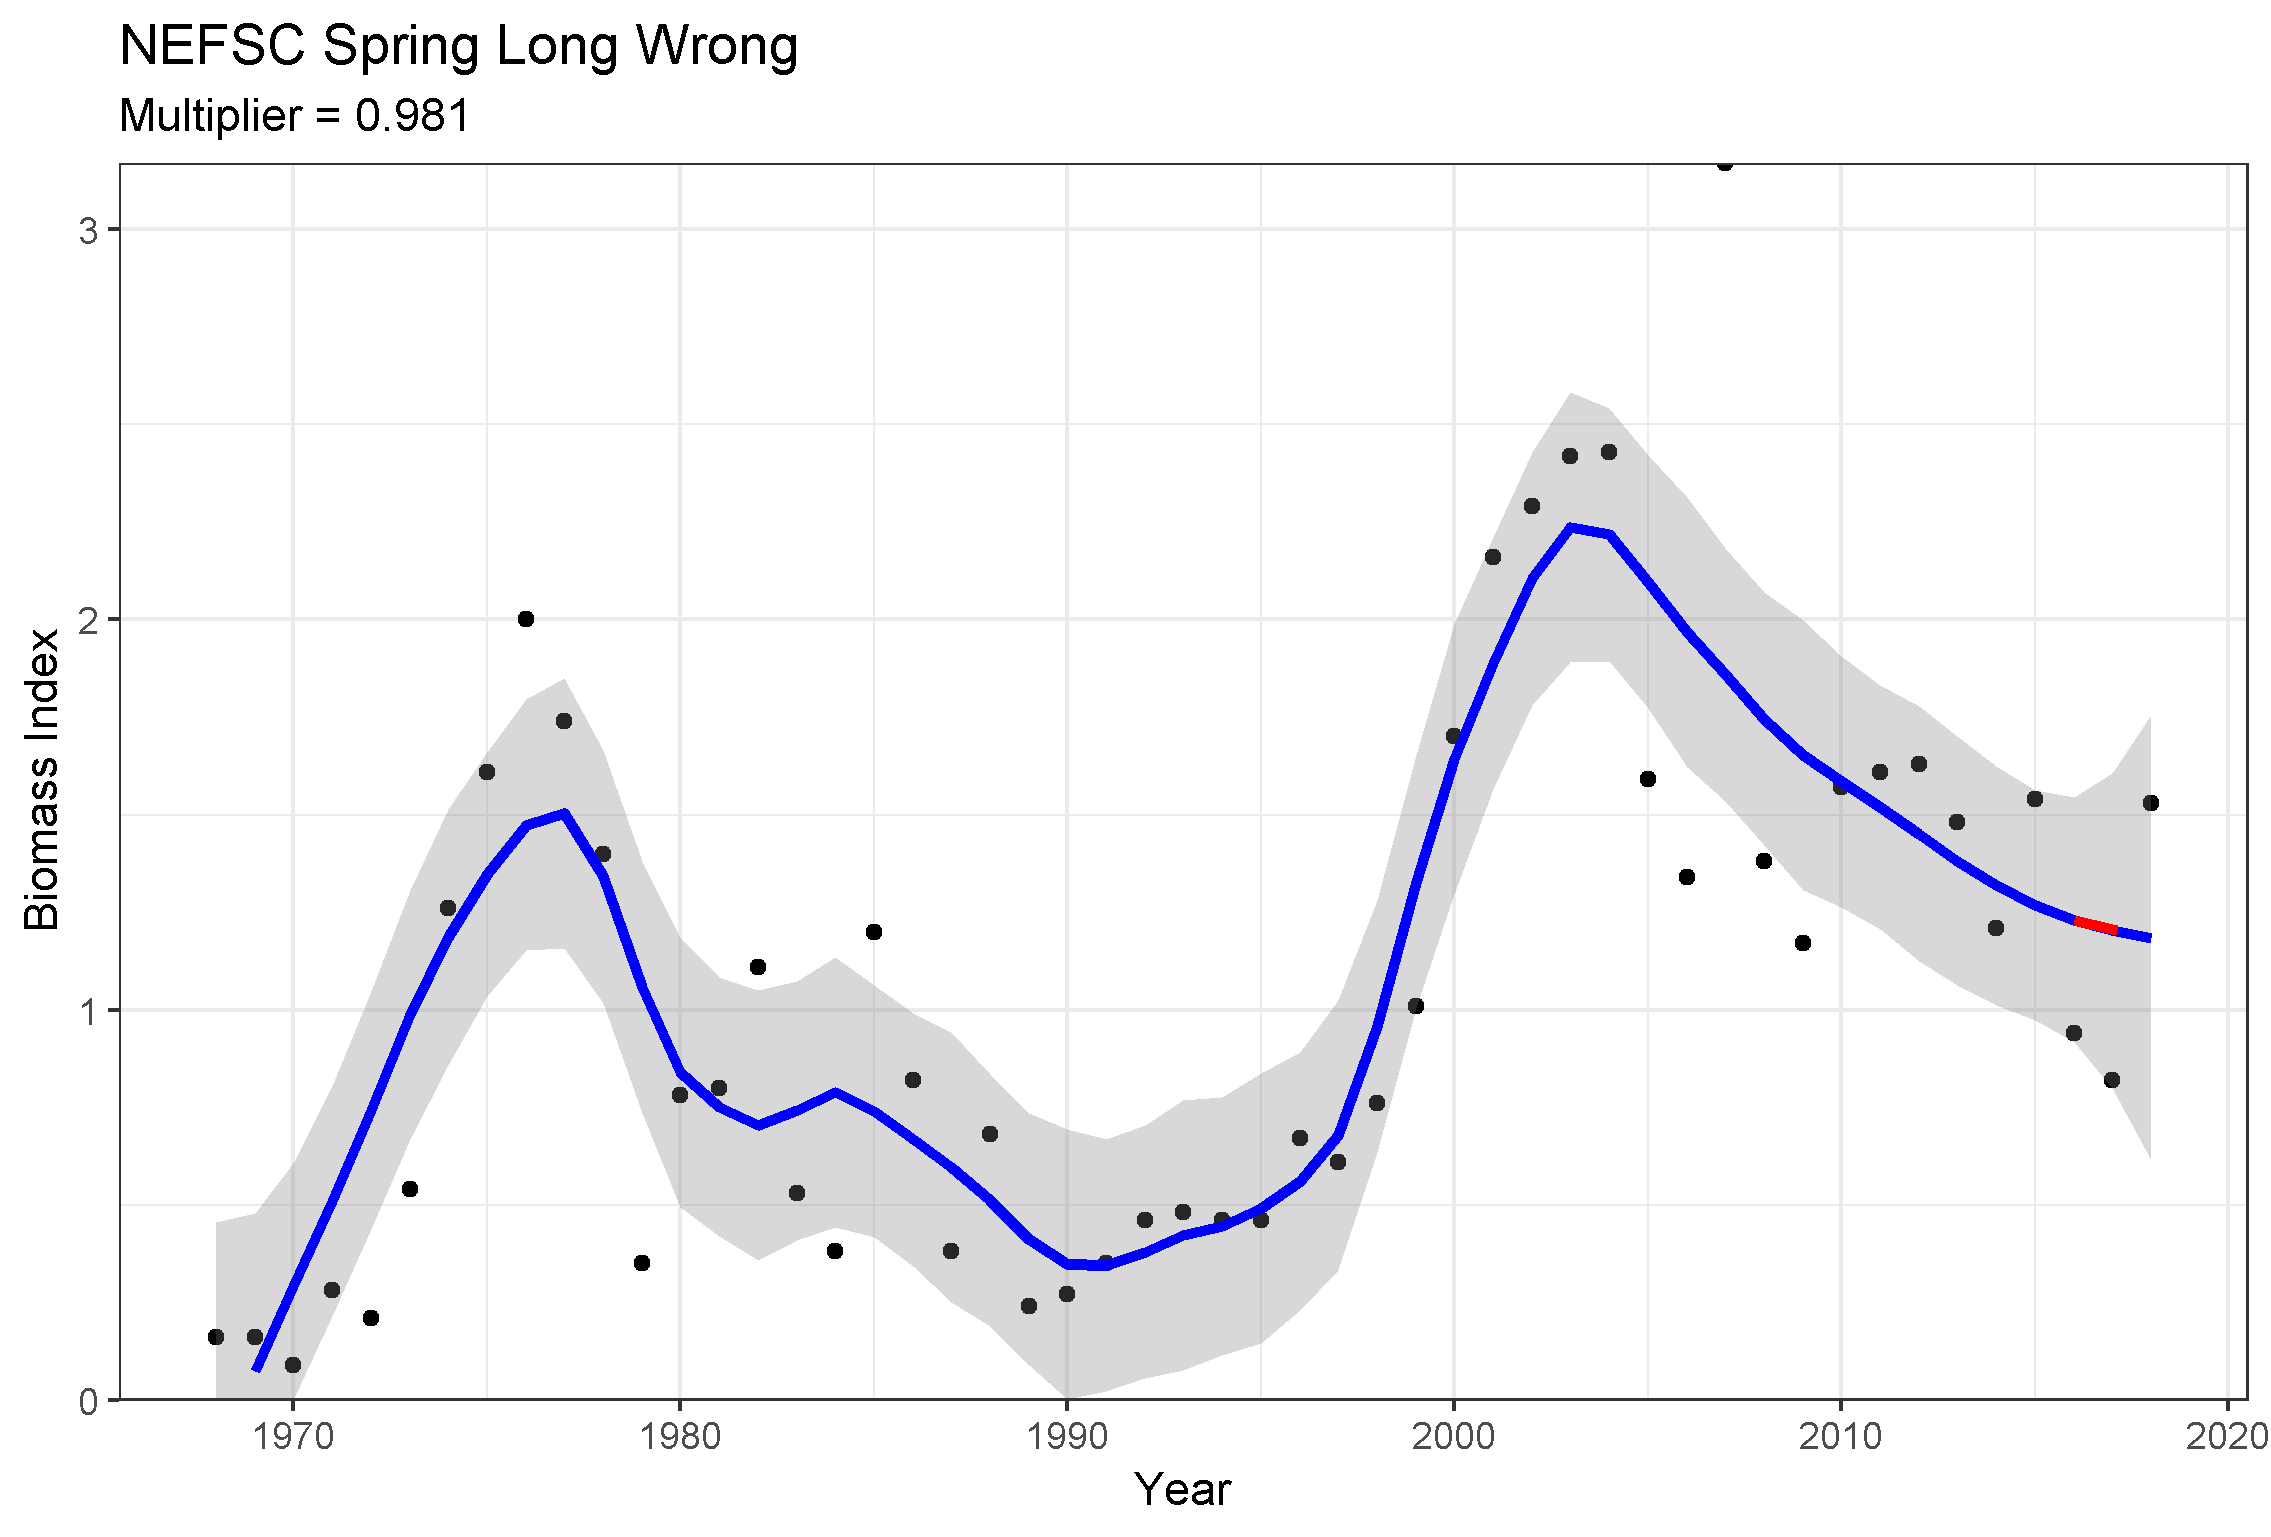 NEFSC Spring Long Wrong
Multiplier = 0.981
3
2
1
0
Biomass Index
1970 1980 1990 2000 2010 2020
Year